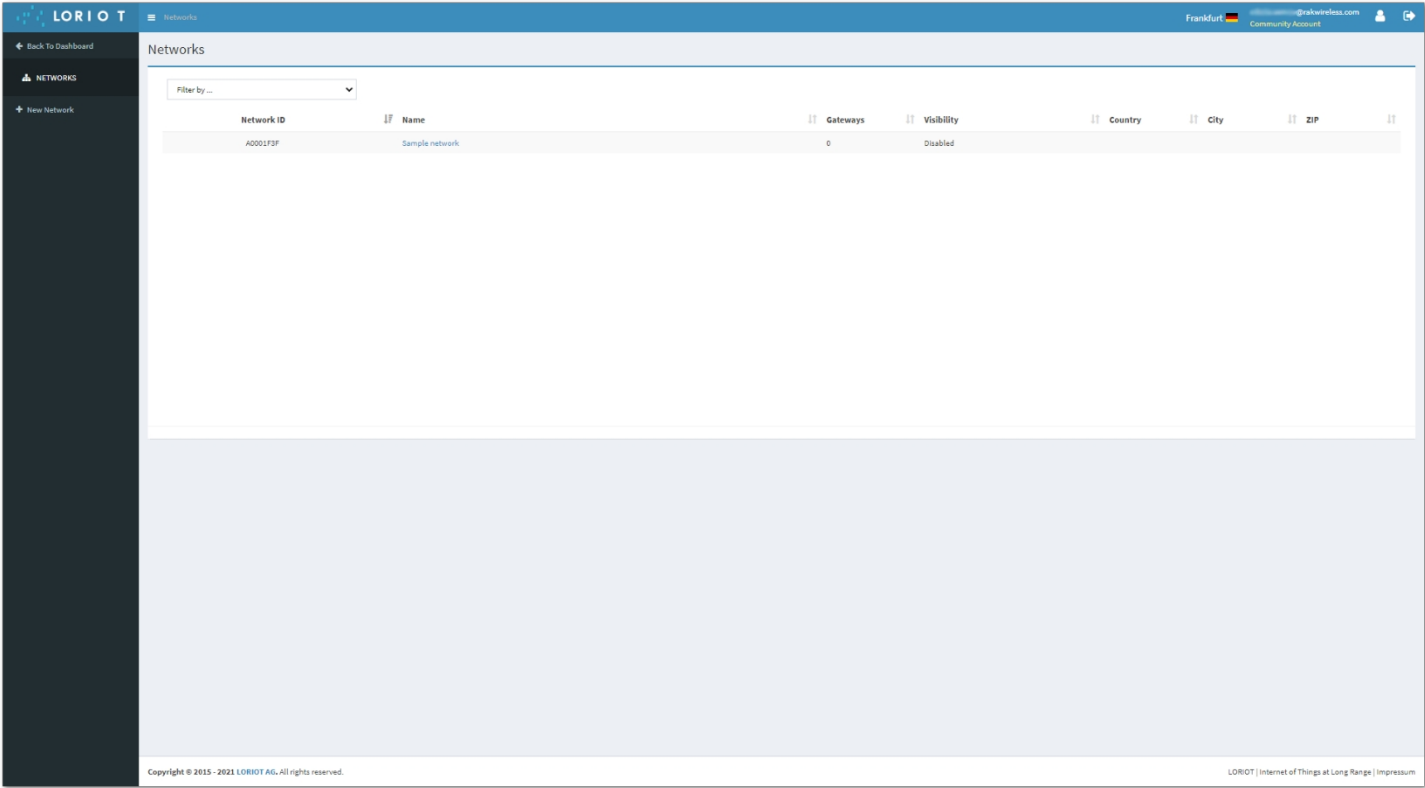 LORIOT
Networks
Frankfurt
@rakwireless.com
Community Account
Back To Dashboard
NETWORKS
New Network
Networks
Filter by ...
Network ID Name Gateways Visibility Country City ZIP
A0001F3F Sample network 0 Disabled
Copyright © 2015 - 2021 LORIOT AG. All rights reserved.
LORIOT | Internet of Things at Long Range | Impressum